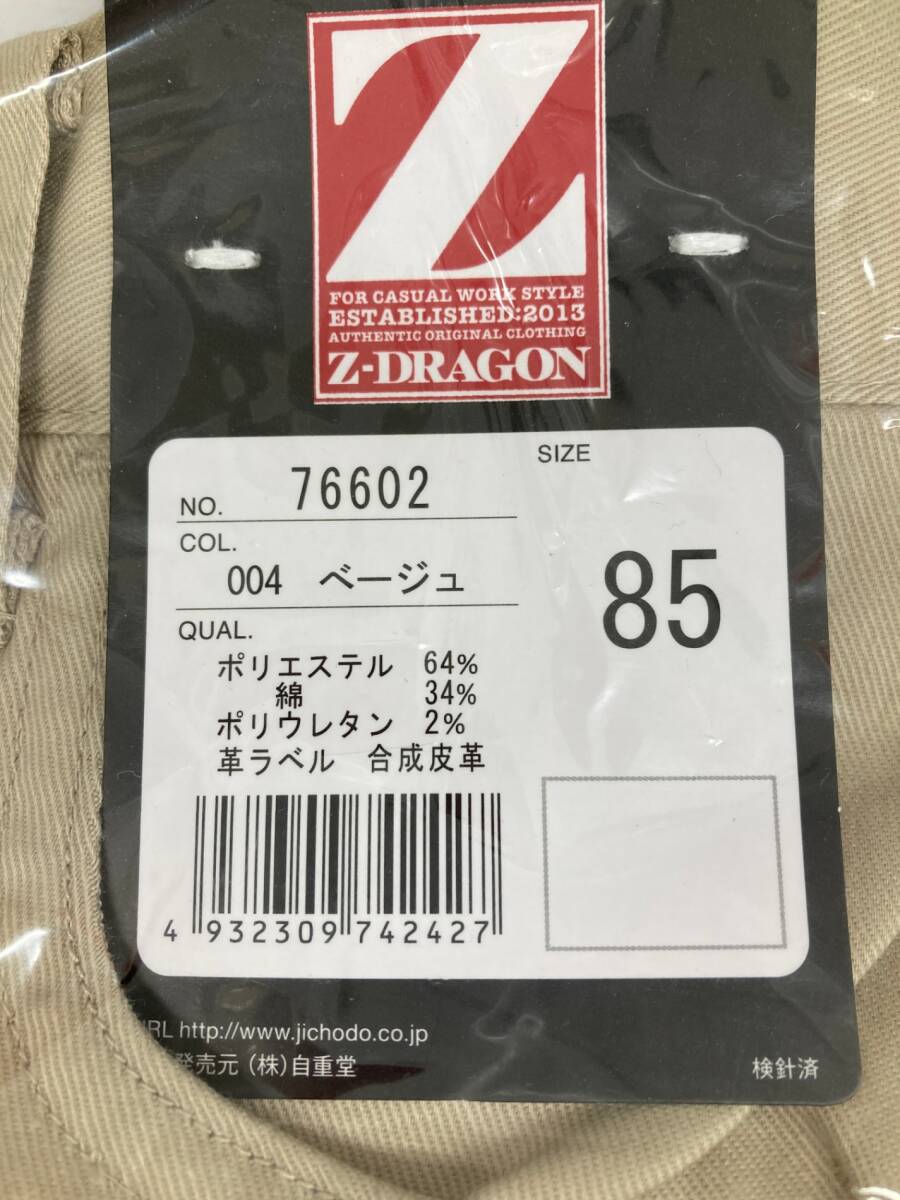 Z
FOR CASUAL WORK STYLE
ESTABLISHED:2013
AUTHENTIC ORIGINAL CLOTHING
Z-DRAGON
NO. 76602
SIZE
85
COL.
004 ベージュ
QUAL.
ポリエステル 64%
綿 34%
ポリウレタン 2%
革ラベル 合成皮革
4 932309 742427
URL http://www.jichodo.co.jp
発売元 (株)自重堂
検針済